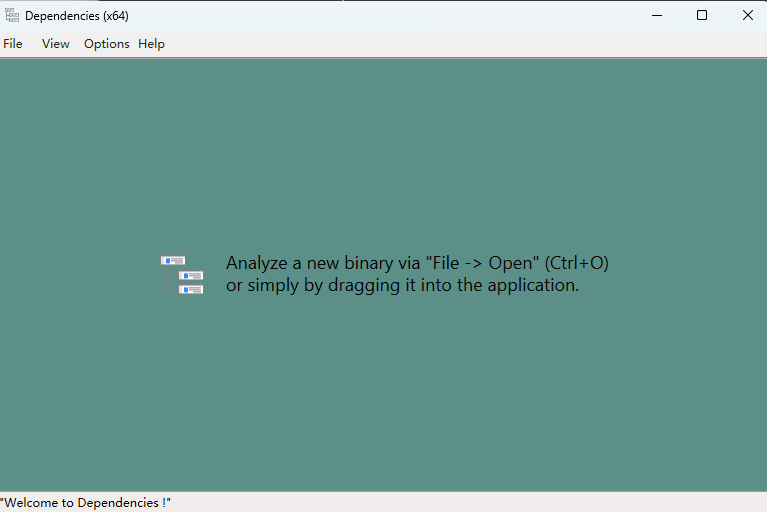 Dependencies (x64)
File View Options Help
Analyze a new binary via "File -> Open" (Ctrl+O)
or simply by dragging it into the application.
"Welcome to Dependencies !"